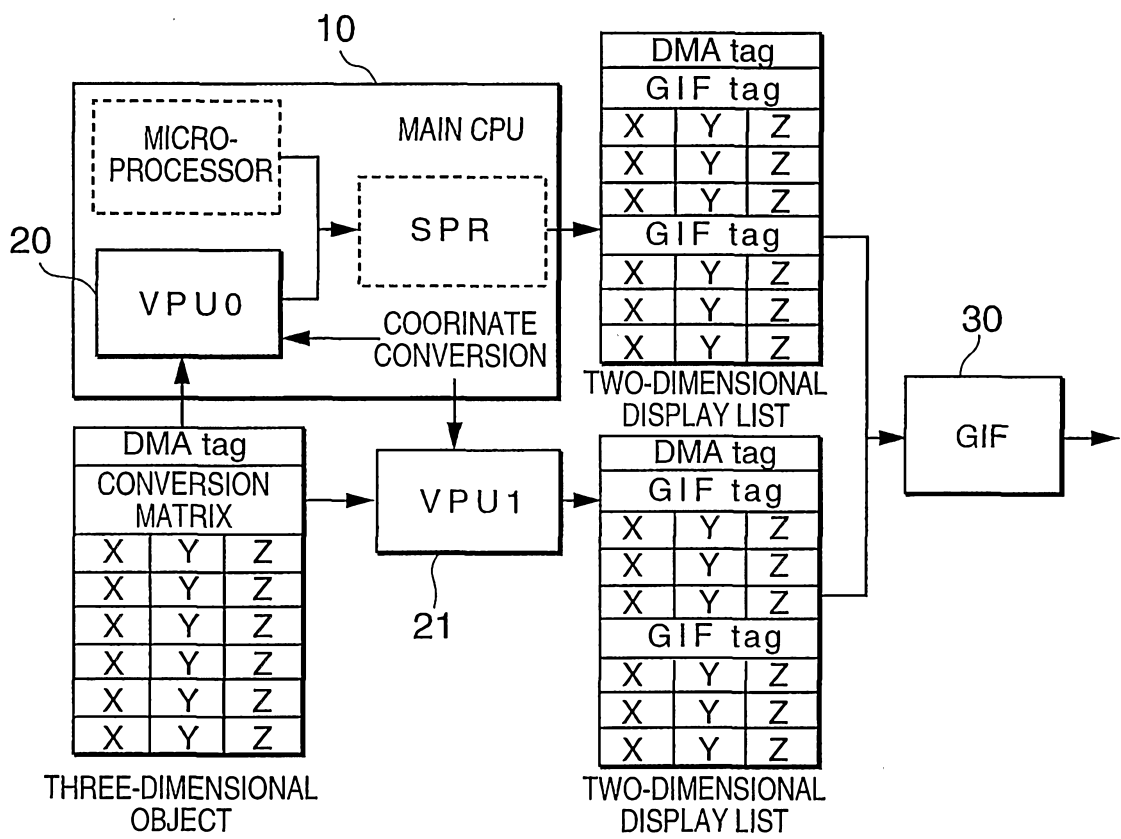 10
MAIN CPU
MICRO-
PROCESSOR
SPR
20
VPU0
COORINATE
CONVERSION
DMA tag
GIF tag
X Y Z
X Y Z
X Y Z
GIF tag
X Y Z
X Y Z
X Y Z
TWO-DIMENSIONAL
DISPLAY LIST
30
GIF
DMA tag
CONVERSION
MATRIX
X Y Z
X Y Z
X Y Z
X Y Z
X Y Z
X Y Z
THREE-DIMENSIONAL
OBJECT
VPU1
21
DMA tag
GIF tag
X Y Z
X Y Z
X Y Z
GIF tag
X Y Z
X Y Z
X Y Z
TWO-DIMENSIONAL
DISPLAY LIST